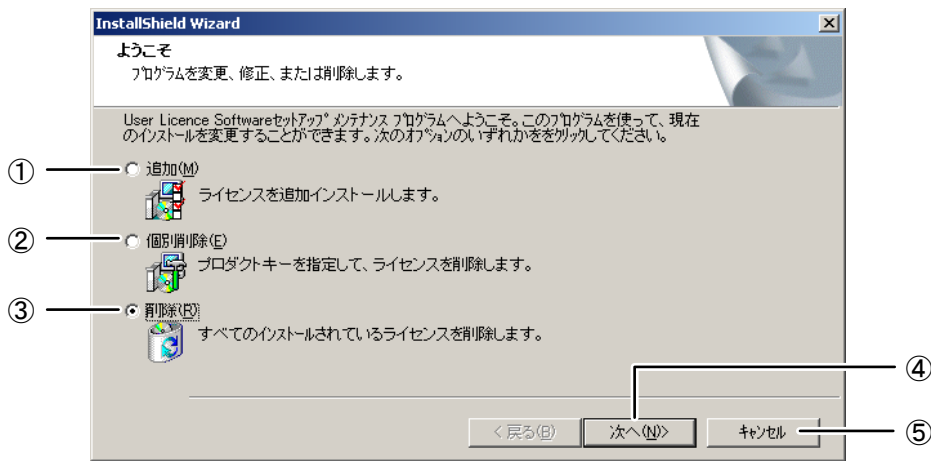 InstallShield Wizard
ようこそ
プログラムを変更、修正、または削除します。
User Licence Softwareセットアップ メンテナンス プログラムへようこそ。このプログラムを使って、現在
のインストールを変更することができます。次のオプションのいずれかををクリックしてください。
① 追加(M)
ライセンスを追加インストールします。
② 個別削除(E)
プロダクトキーを指定して、ライセンスを削除します。
③ 削除(R)
すべてのインストールされているライセンスを削除します。
④
< 戻る(B) 次へ(N)> キャンセル ⑤